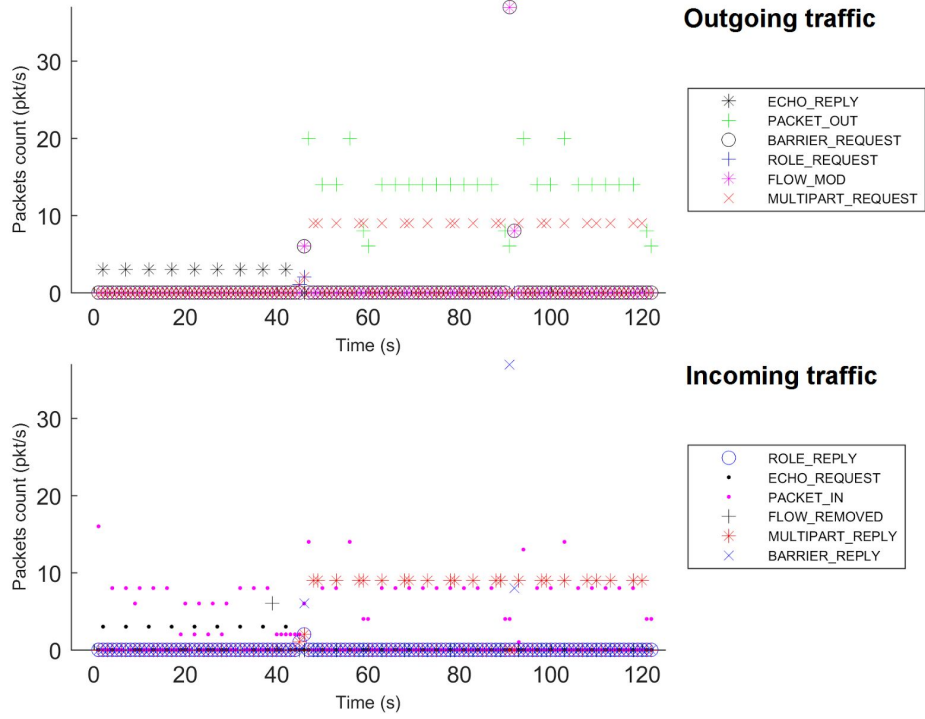 Outgoing traffic
Packets count (pkt/s)
30
20
10
0
0 20 40 60 80 100 120
Time (s)
ECHO_REPLY
PACKET_OUT
BARRIER_REQUEST
ROLE_REQUEST
FLOW_MOD
MULTIPART_REQUEST
Incoming traffic
Packets count (pkt/s)
30
20
10
0
0 20 40 60 80 100 120
Time (s)
ROLE_REPLY
ECHO_REQUEST
PACKET_IN
FLOW_REMOVED
MULTIPART_REPLY
BARRIER_REPLY